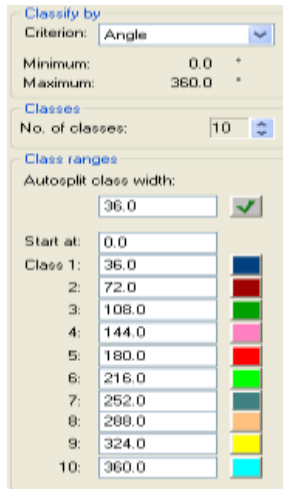 Classify by
Criterion: Angle
Minimum: 0.0 °
Maximum: 360.0 °
Classes
No. of classes: 10
Class ranges
Autosplit class width:
36.0
Start at: 0.0
Class 1: 36.0
2: 72.0
3: 108.0
4: 144.0
5: 180.0
6: 216.0
7: 252.0
8: 288.0
9: 324.0
10: 360.0